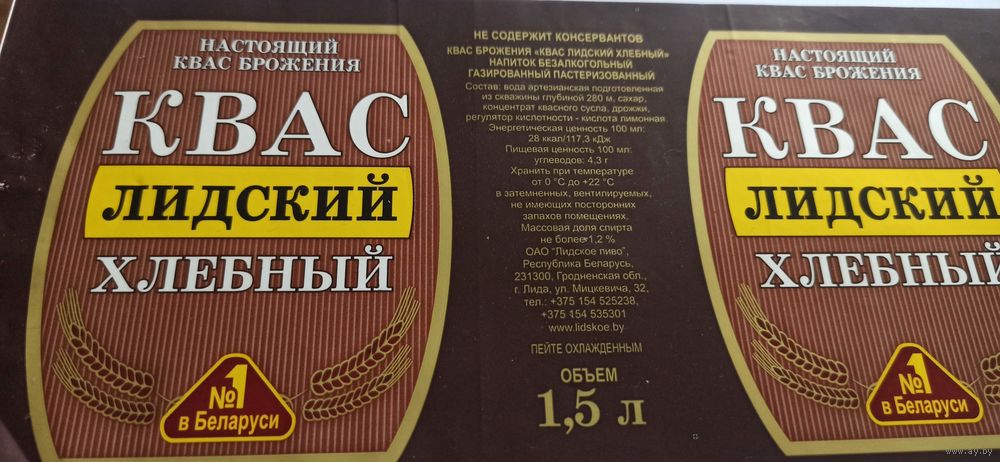 НАСТОЯЩИЙ
КВАС БРОЖЕНИЯ
КВАС
ЛИДСКИЙ
ХЛЕБНЫЙ
№1
в Беларуси
НЕ СОДЕРЖИТ КОНСЕРВАНТОВ
КВАС БРОЖЕНИЯ «КВАС ЛИДСКИЙ ХЛЕБНЫЙ»
НАПИТОК БЕЗАЛКОГОЛЬНЫЙ
ГАЗИРОВАННЫЙ ПАСТЕРИЗОВАННЫЙ
Состав: вода артезианская подготовленная
из скважины глубиной 280 м, сахар,
концентрат квасного сусла, дрожжи,
регулятор кислотности - кислота лимонная.
Энергетическая ценность 100 мл:
28 ккал/117,3 кДж
Пищевая ценность 100 мл:
углеводов: 4,3 г
Хранить при температуре
от 0 °С до +22 °С
в затемненных, вентилируемых,
не имеющих посторонних
запахов помещениях.
Массовая доля спирта
не более 1,2 %
ОАО "Лидское пиво",
Республика Беларусь,
231300, Гродненская обл.,
г. Лида, ул. Мицкевича, 32,
тел.: +375 154 525238,
+375 154 535301
www.lidskoe.by
ПЕЙТЕ ОХЛАЖДЕННЫМ
ОБЪЕМ
1,5 л
НАСТОЯЩИЙ
КВАС БРОЖЕНИЯ
КВАС
ЛИДСКИЙ
ХЛЕБНЫЙ
№1
в Беларуси
www.ay.by